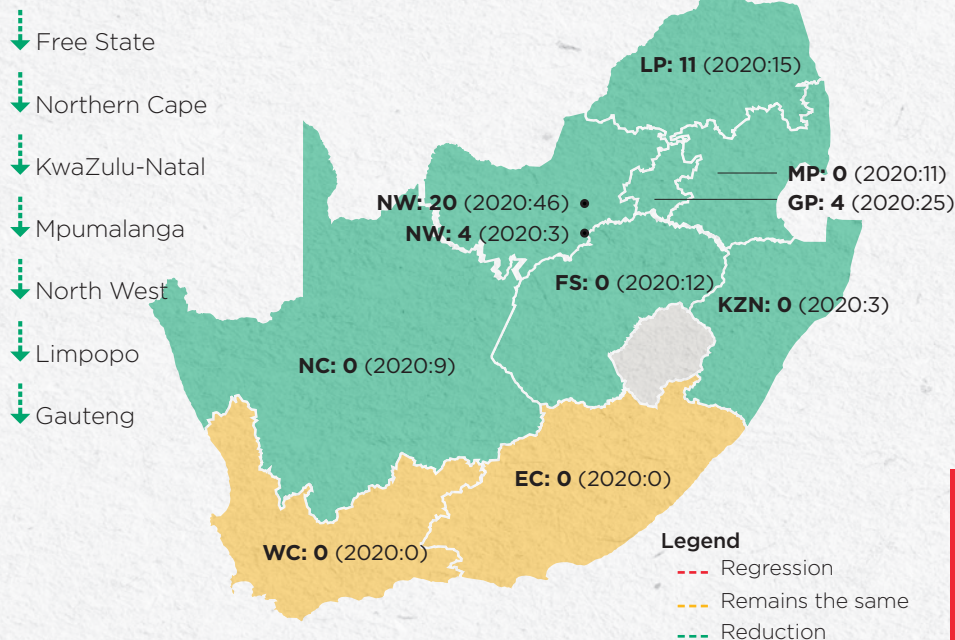 Free State
Northern Cape
KwaZulu-Natal
Mpumalanga
North West
Limpopo
Gauteng
LP: 11 (2020:15)
MP: 0 (2020:11)
NW: 20 (2020:46)
GP: 4 (2020:25)
NW: 4 (2020:3)
FS: 0 (2020:12)
KZN: 0 (2020:3)
NC: 0 (2020:9)
EC: 0 (2020:0)
WC: 0 (2020:0)
Legend
Regression
Remains the same
Reduction